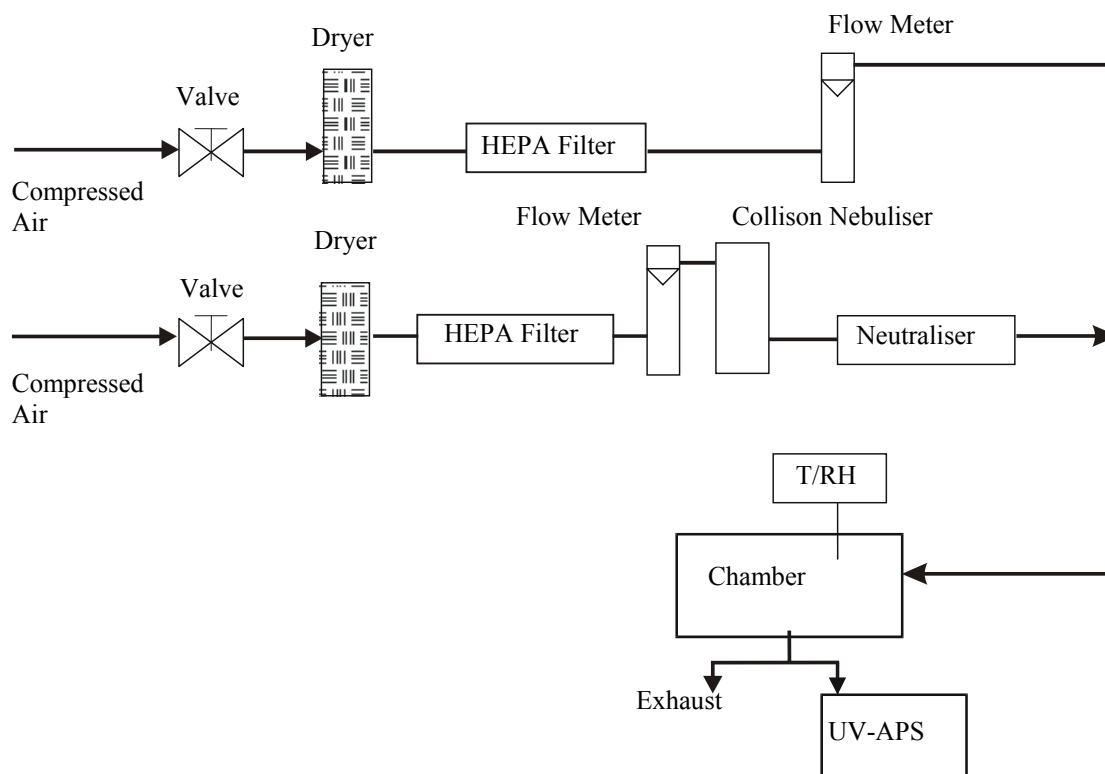 Flow Meter
Dryer
Valve
HEPA Filter
Compressed
Air
Flow Meter
Collison Nebuliser
Dryer
Valve
HEPA Filter
Neutraliser
Compressed
Air
T/RH
Chamber
Exhaust
UV-APS